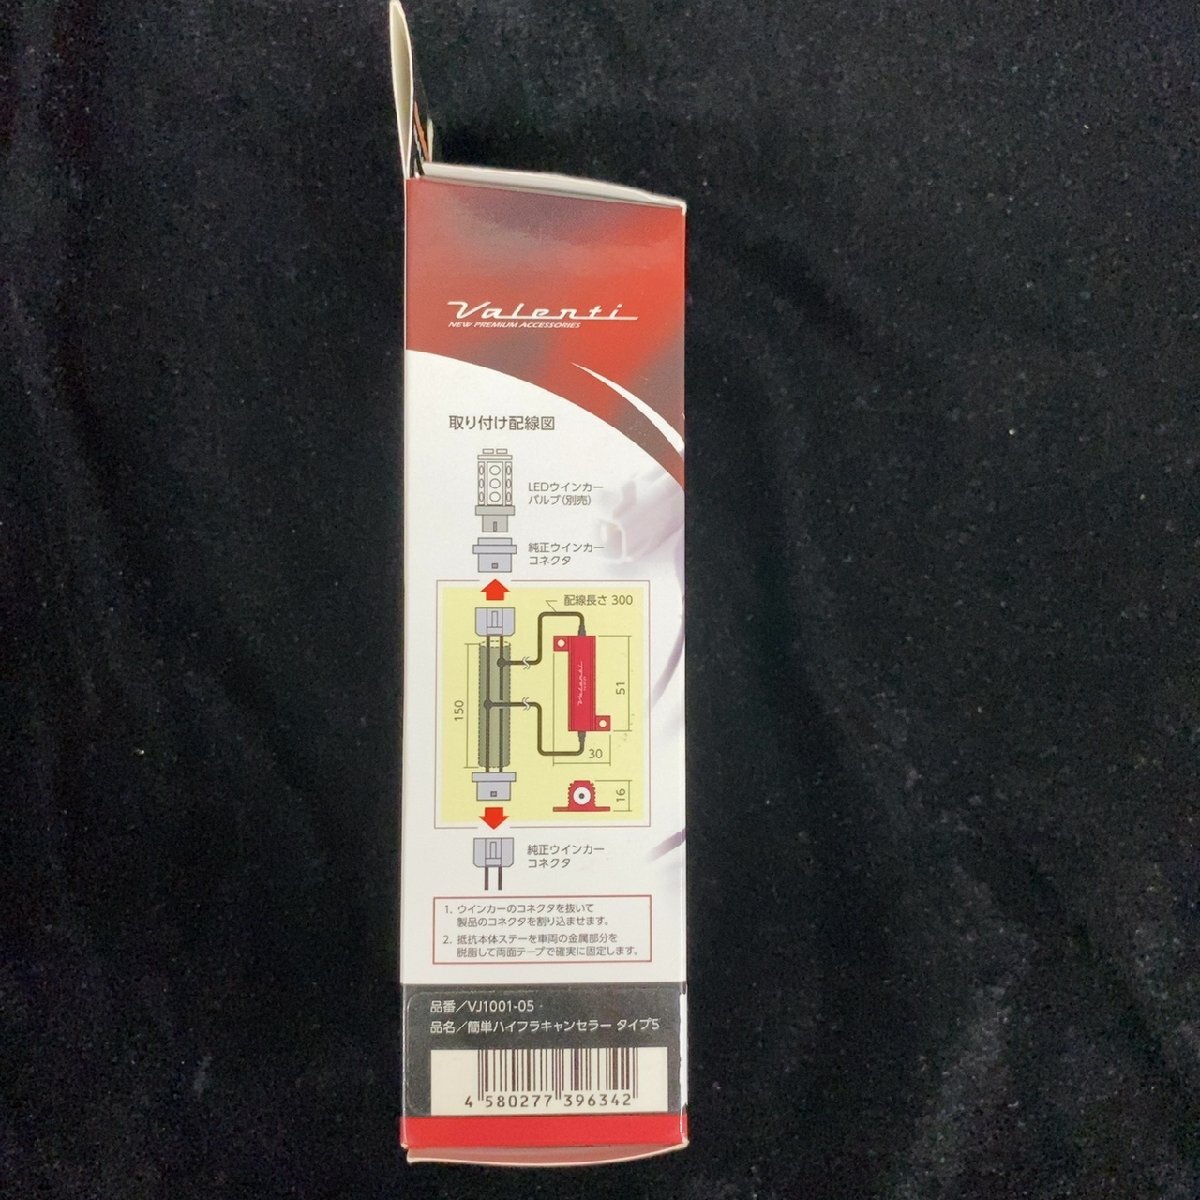 Valenti
NEW PREMIUM ACCESSORIES
取り付け配線図
LEDウインカー
バルブ(別売)
純正ウインカー
コネクタ
配線長さ 300
150
51
30
16
純正ウインカー
コネクタ
1. ウインカーのコネクタを抜いて
製品のコネクタを割り込ませます。
2. 抵抗本体ステーを車両の金属部分を
脱脂して両面テープで確実に固定します。
品番／VJ1001-05
品名／簡単ハイフラキャンセラー タイプ5
4 580277 396342